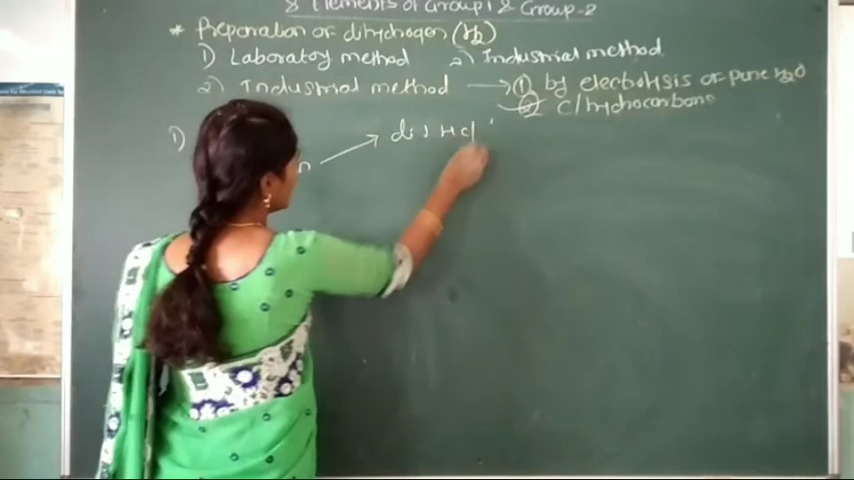 & Elements of Group 1 & Group-2
* Preparation of dihydrogen (H2)
1) Laboratory method 2) Industrial method
2) Industrial method → ① by electrolysis of pure H2O
② C/hydrocarbons
1)
n → dil HCl